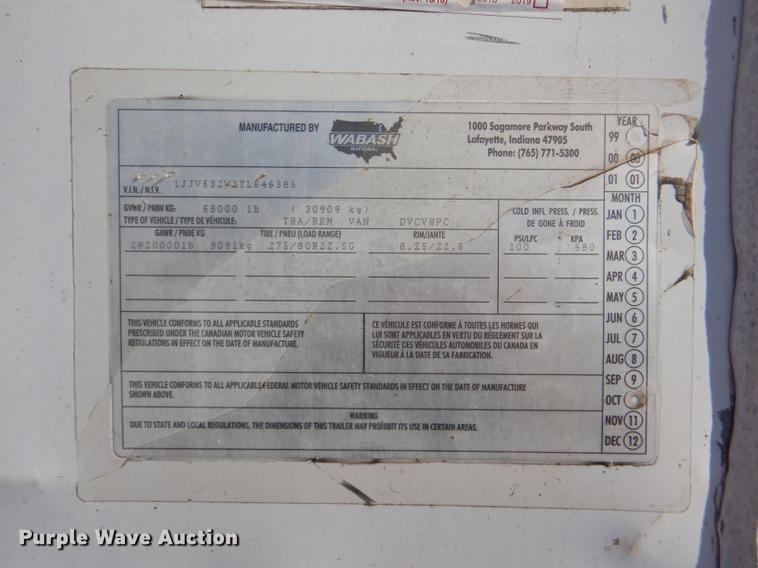 2018 2019
MANUFACTURED BY WABASH NATIONAL
1000 Sagamore Parkway South
Lafayette, Indiana 47905
Phone: (765) 771-5300
V.I.N./N.I.V. 1JJV532W3YL646386
GVWR/PNBV KG: 68000 lb ( 30909 kg)
TYPE OF VEHICLE/TYPE DE VÉHICULE: TRA/REM VAN DVCVHPC
GAWR/PNBE KG TIRE/PNEU (LOAD RANGE) RIM/JANTE
COLD INFL PRESS./PRESS. DE GONE À FROID
PSI/LPC KPA
2@20000lb 9091kg 275/80R22.5G 8.25/22.5 100 680
THIS VEHICLE CONFORMS TO ALL APPLICABLE STANDARDS
PRESCRIBED UNDER THE CANADIAN MOTOR VEHICLE SAFETY
REGULATIONS IN EFFECT ON THE DATE OF MANUFACTURE.
CE VÉHICULE EST CONFORME À TOUTES LES NORMES QUI
LUI SONT APPLICABLES EN VERTU DU RÈGLEMENT SUR LA
SÉCURITÉ DES VÉHICULES AUTOMOBILES DU CANADA EN
VIGUEUR À LA DATE DE SA FABRICATION.
THIS VEHICLE CONFORMS TO ALL APPLICABLE FEDERAL MOTOR VEHICLE SAFETY STANDARDS IN EFFECT ON THE DATE OF MANUFACTURE
SHOWN ABOVE.
WARNING
DUE TO STATE AND LOCAL REGULATIONS, THE DIMENSIONS OF THIS TRAILER MAY PROHIBIT ITS USE IN CERTAIN AREAS.
YEAR
99
00 00
01 01
MONTH
JAN 1
FEB 2
MAR 3
APR 4
MAY 5
JUN 6
JUL 7
AUG 8
SEP 9
OCT
NOV 11
DEC 12
Purple Wave Auction